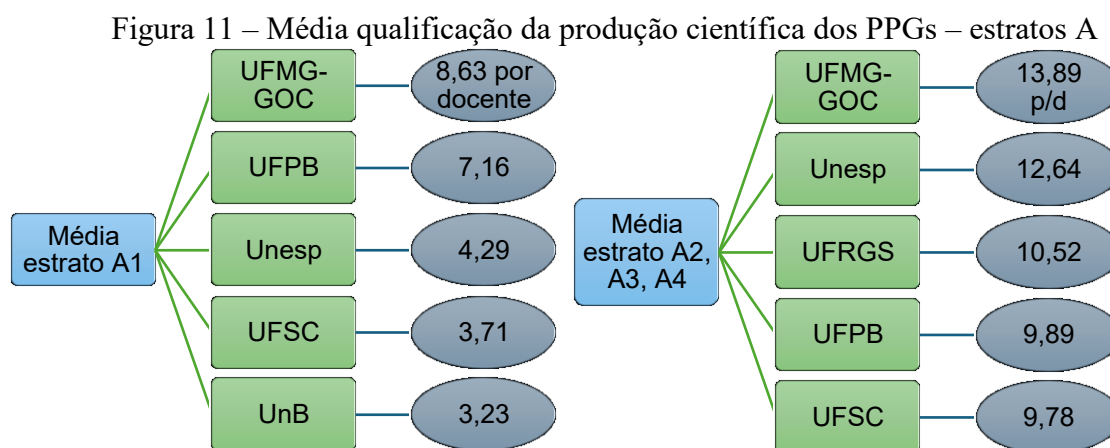 Figura 11 – Média qualificação da produção científica dos PPGs – estratos A
Média
estrato A1
UFMG-
GOC
8,63 por
docente
UFPB
7,16
Unesp
4,29
UFSC
3,71
UnB
3,23
Média
estrato A2,
A3, A4
UFMG-
GOC
13,89
p/d
Unesp
12,64
UFRGS
10,52
UFPB
9,89
UFSC
9,78